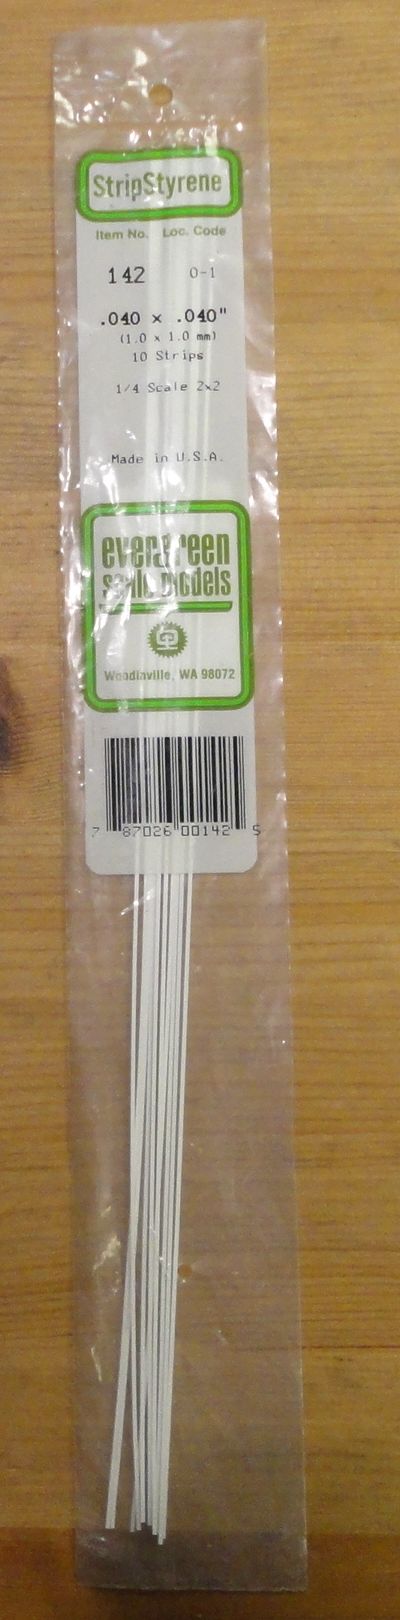 StripStyrene
Item No. Loc. Code
142 0-1
.040 x .040"
(1.0 x 1.0 mm)
10 Strips
1/4 Scale 2x2
Made in U.S.A.
evergreen
scale models
Woodinville, WA 98072
7 87026 00142 5